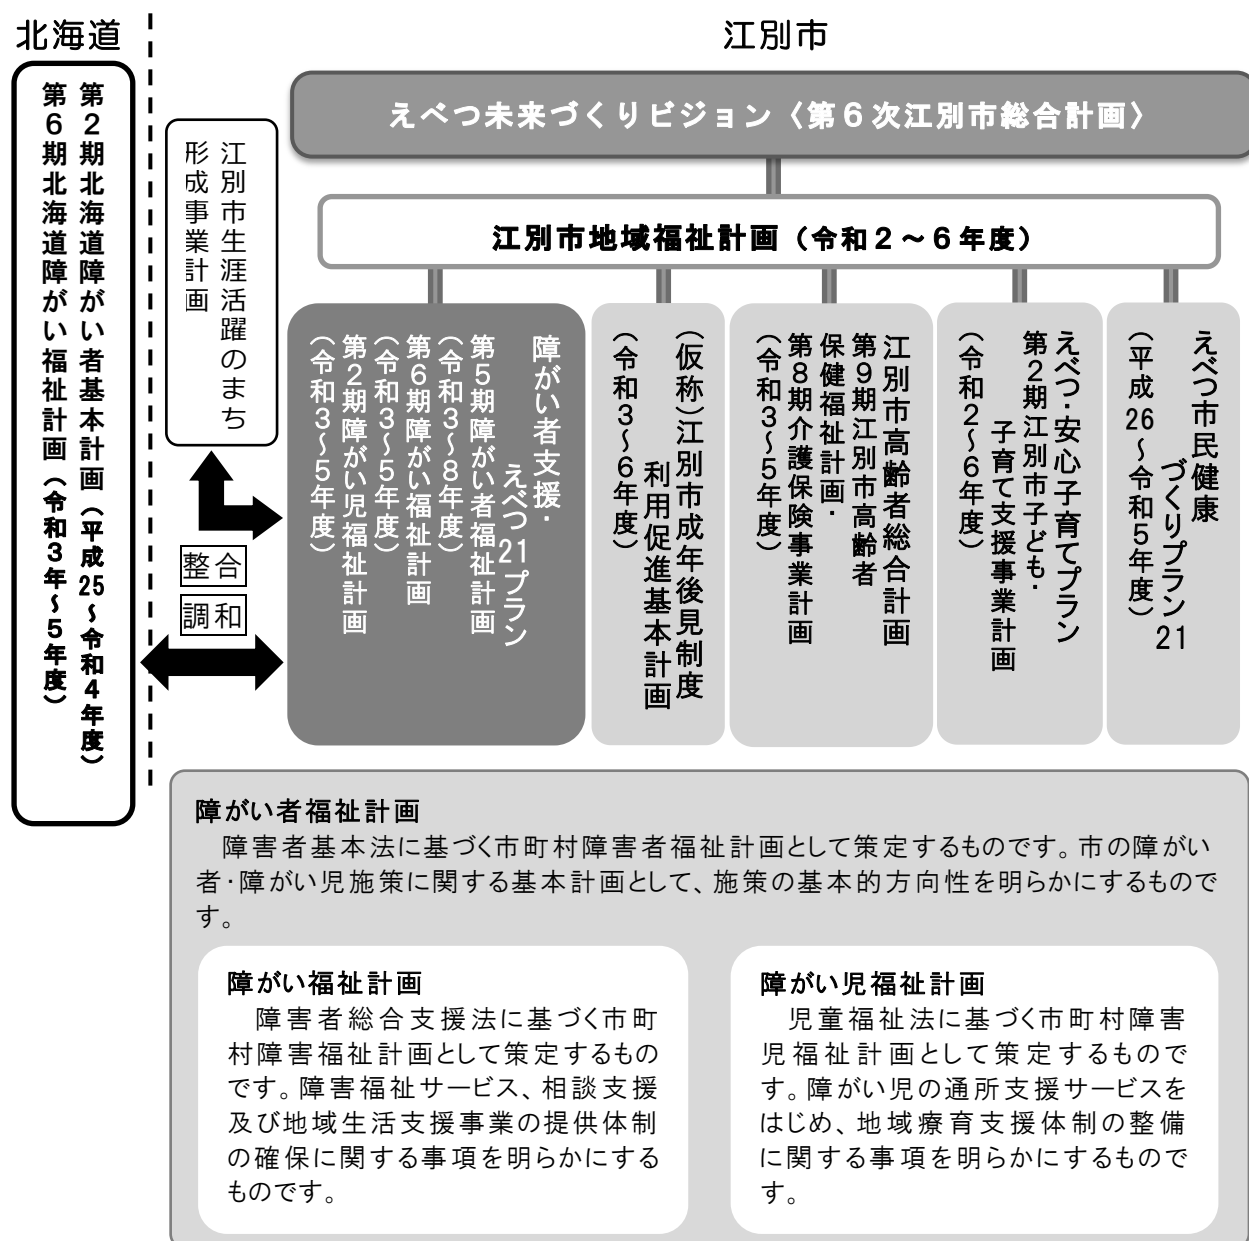 北海道
江別市
第２期北海道障がい者基本計画（平成25～令和４年度）
第６期北海道障がい福祉計画（令和３年～５年度）
江別市生涯活躍のまち
形成事業計画
えべつ未来づくりビジョン〈第６次江別市総合計画〉
江別市地域福祉計画（令和２～６年度）
障がい者支援・
えべつ21プラン
第５期障がい者福祉計画
（令和３～８年度）
第６期障がい福祉計画
（令和３～５年度）
第２期障がい児福祉計画
（令和３～５年度）
（仮称）江別市成年後見制度
利用促進基本計画
（令和３～６年度）
江別市高齢者総合計画
第９期江別市高齢者
保健福祉計画・
第８期介護保険事業計画
（令和３～５年度）
えべつ・安心子育てプラン
第２期江別市子ども・
子育て支援事業計画
（令和２～６年度）
えべつ市民健康
づくりプラン21
（平成26～令和５年度）
整合
調和
障がい者福祉計画
障害者基本法に基づく市町村障害者福祉計画として策定するものです。市の障がい
者・障がい児施策に関する基本計画として、施策の基本的方向性を明らかにするもので
す。
障がい福祉計画
障害者総合支援法に基づく市町
村障害福祉計画として策定するもの
です。障害福祉サービス、相談支援
及び地域生活支援事業の提供体制
の確保に関する事項を明らかにする
ものです。
障がい児福祉計画
児童福祉法に基づく市町村障害
児福祉計画として策定するもので
す。障がい児の通所支援サービスを
はじめ、地域療育支援体制の整備
に関する事項を明らかにするもので
す。